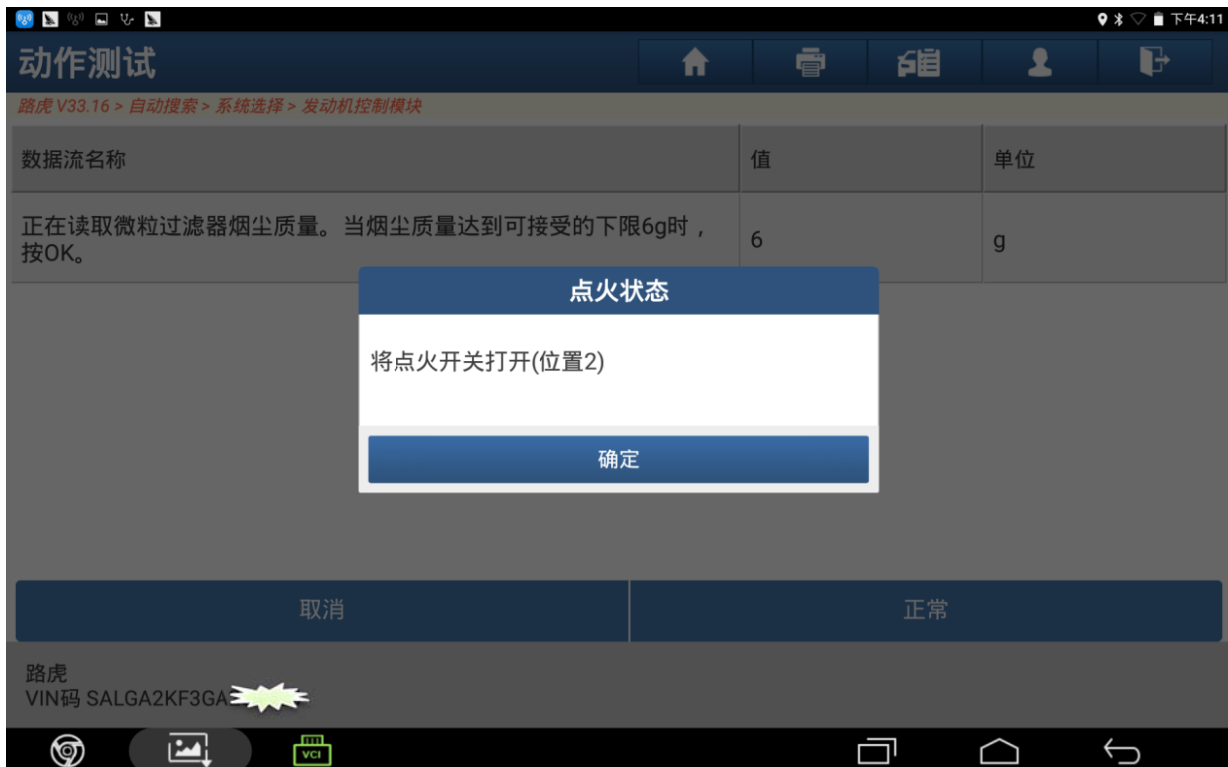 下午4:11
动作测试
路虎 V33.16 > 自动搜索 > 系统选择 > 发动机控制模块
数据流名称 值 单位
正在读取微粒过滤器烟尘质量。当烟尘质量达到可接受的下限6g时，
按OK。 6 g
点火状态
将点火开关打开(位置2)
确定
取消 正常
路虎
VIN码 SALGA2KF3GA
VCI